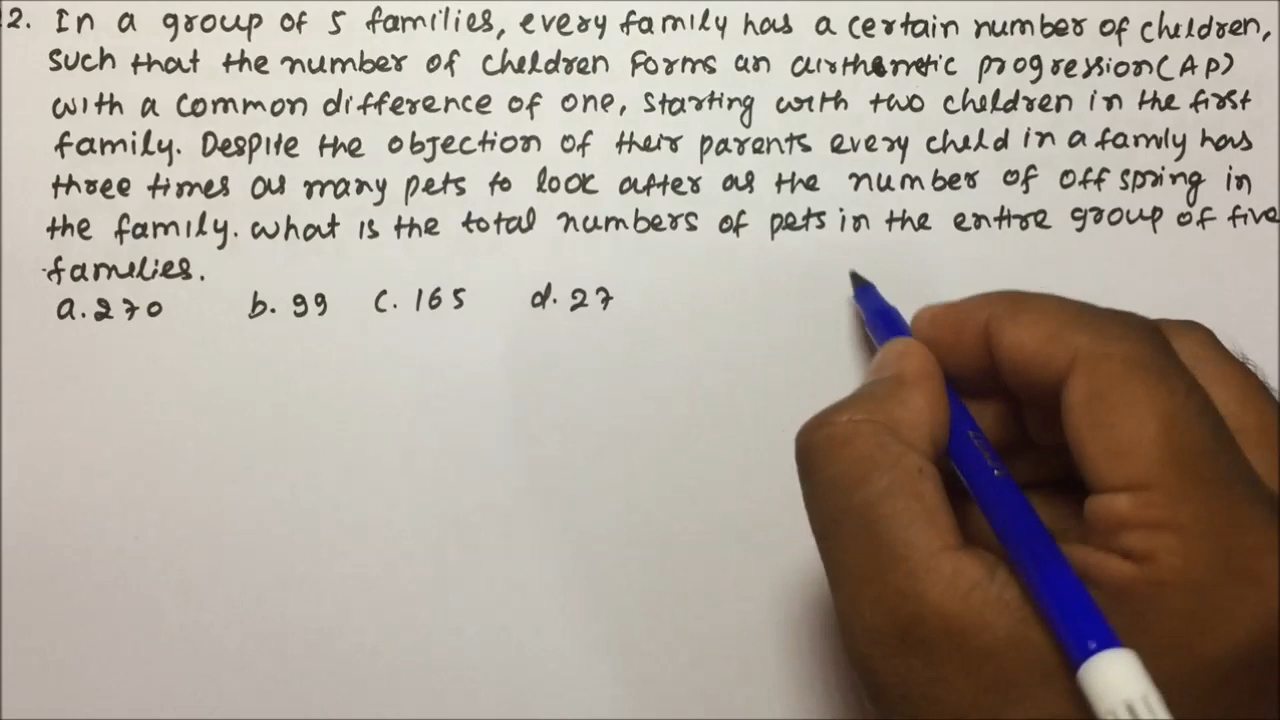 2. In a group of 5 families, every family has a certain number of children,
such that the number of children forms an airthemetic progression (AP)
with a common difference of one, starting with two children in the first
family. Despite the objection of their parents every child in a family has
three times as many pets to look after as the number of offspring in
the family. What is the total numbers of pets in the entire group of five
families.
a. 270 b. 99 c. 165 d. 27